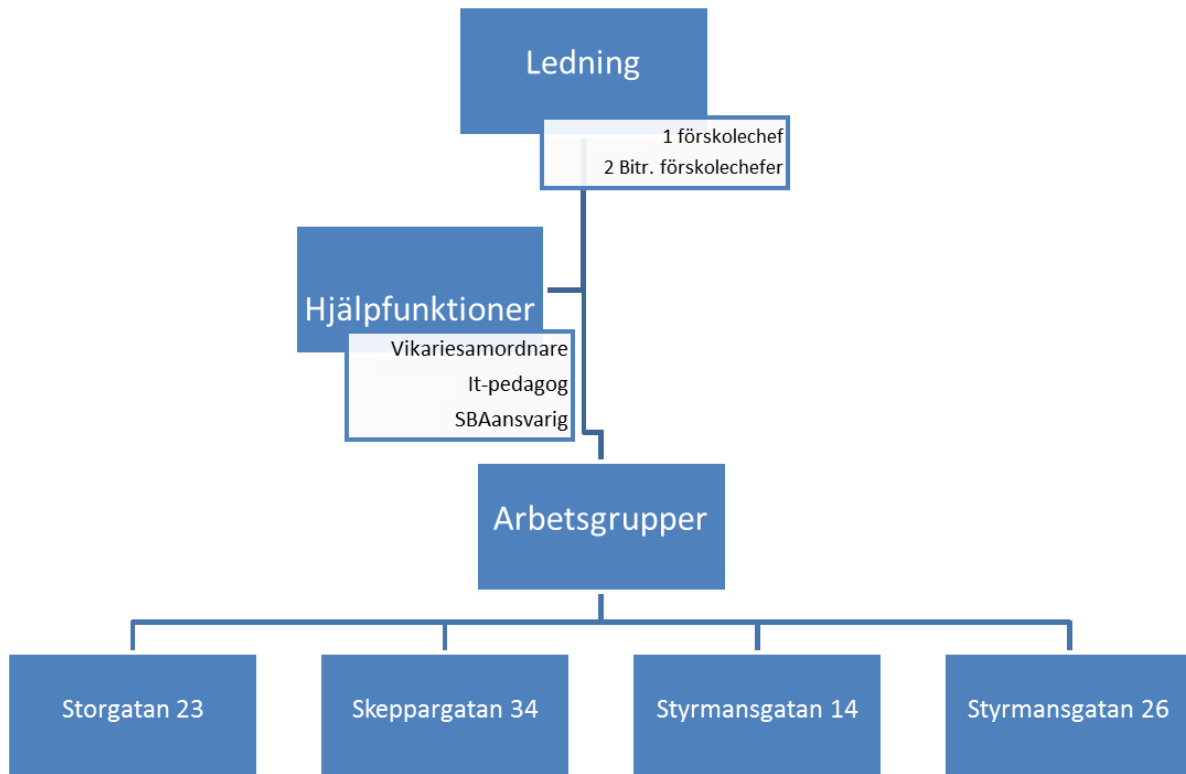 Ledning
1 förskolechef
2 Bitr. förskolechefer
Hjälpfunktioner
Vikariesamordnare
It-pedagog
SBAansvarig
Arbetsgrupper
Storgatan 23
Skeppargatan 34
Styrmansgatan 14
Styrmansgatan 26